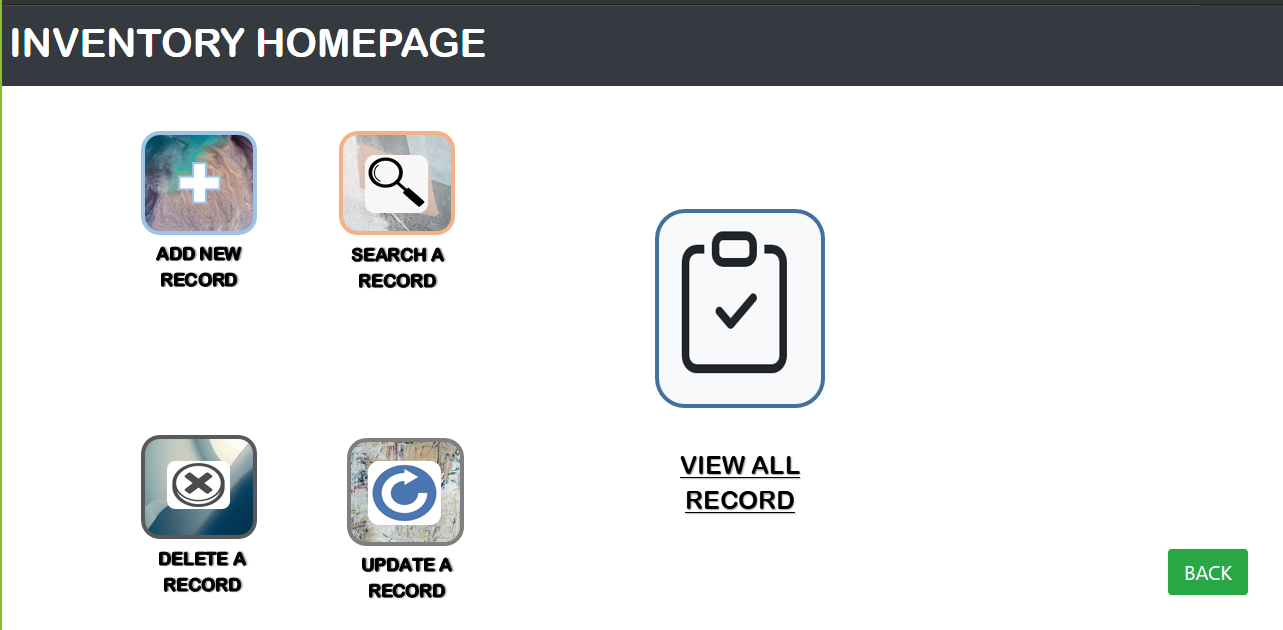 INVENTORY HOMEPAGE
ADD NEW
RECORD
SEARCH A
RECORD
VIEW ALL
RECORD
DELETE A
RECORD
UPDATE A
RECORD
BACK